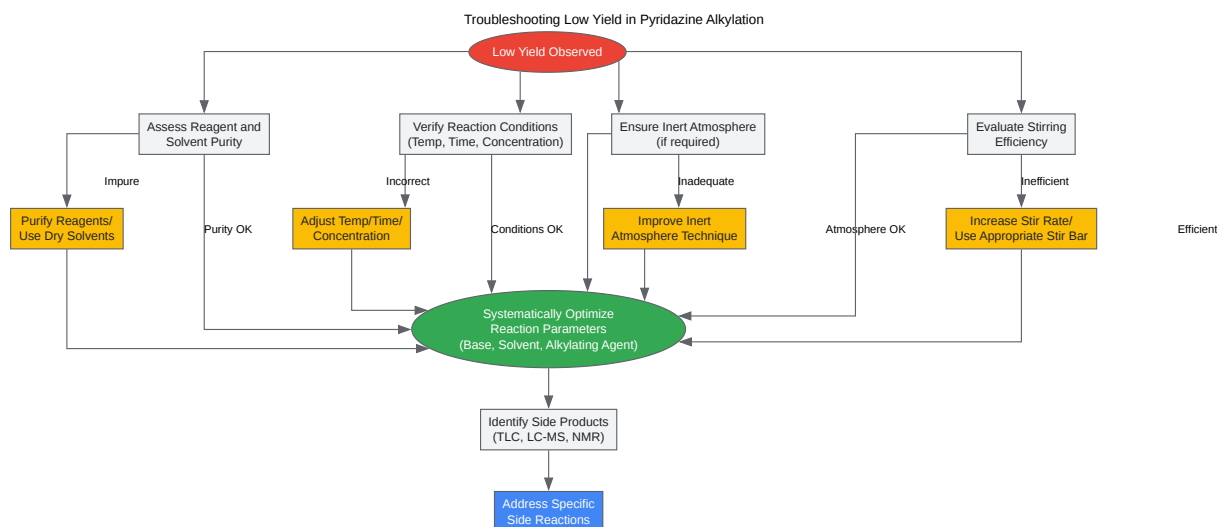 Troubleshooting Low Yield in Pyridazine Alkylation
Low Yield Observed
Assess Reagent and
Solvent Purity
Verify Reaction Conditions
(Temp, Time, Concentration)
Ensure Inert Atmosphere
(if required)
Evaluate Stirring
Efficiency
Impure
Incorrect
Inadequate
Inefficient
Purify Reagents/
Use Dry Solvents
Purity OK
Adjust Temp/Time/
Concentration
Conditions OK
Improve Inert
Atmosphere Technique
Atmosphere OK
Increase Stir Rate/
Use Appropriate Stir Bar
Efficient
Systematically Optimize
Reaction Parameters
(Base, Solvent, Alkylating Agent)
Identify Side Products
(TLC, LC-MS, NMR)
Address Specific
Side Reactions